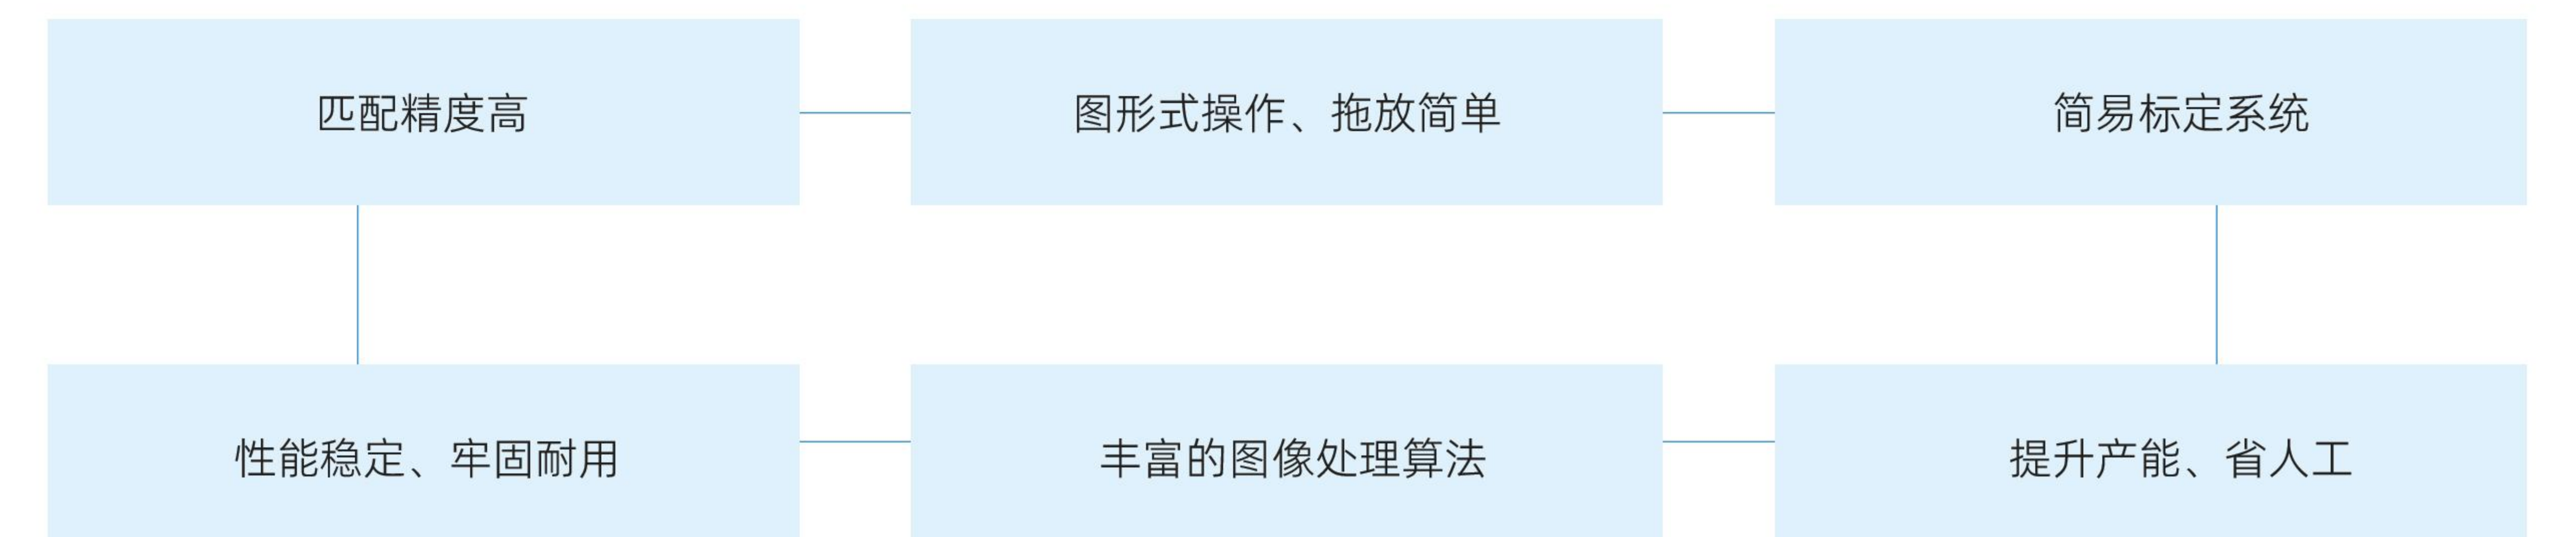 匹配精度高
图形式操作、拖放简单
简易标定系统
性能稳定、牢固耐用
丰富的图像处理算法
提升产能、省人工